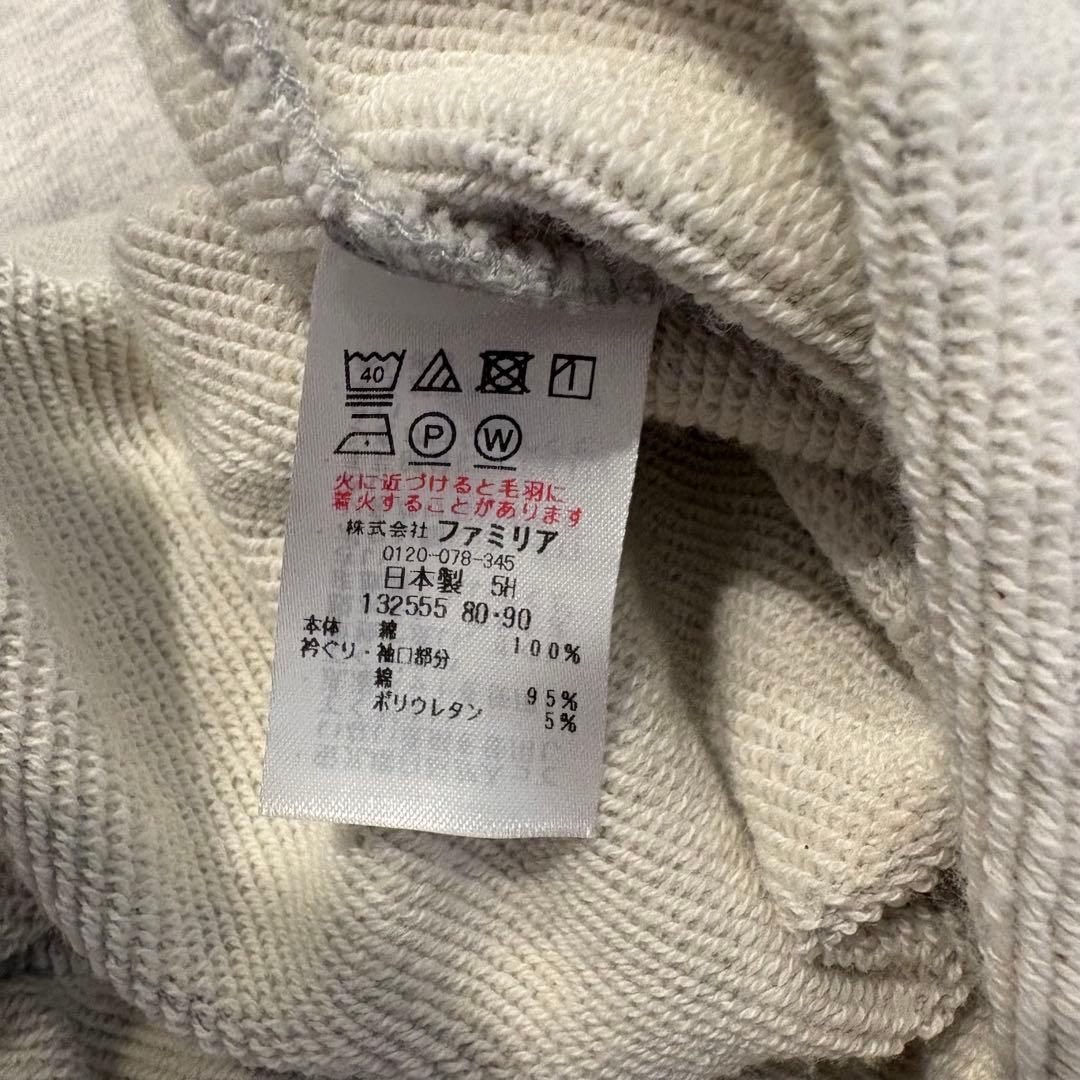 40
P W
火に近づけると毛羽に
着火することがあります
株式会社 ファミリア
0120-078-345
日本製 5H
132555 80・90
本体 綿 100%
衿ぐり・袖口部分
綿 95%
ポリウレタン 5%